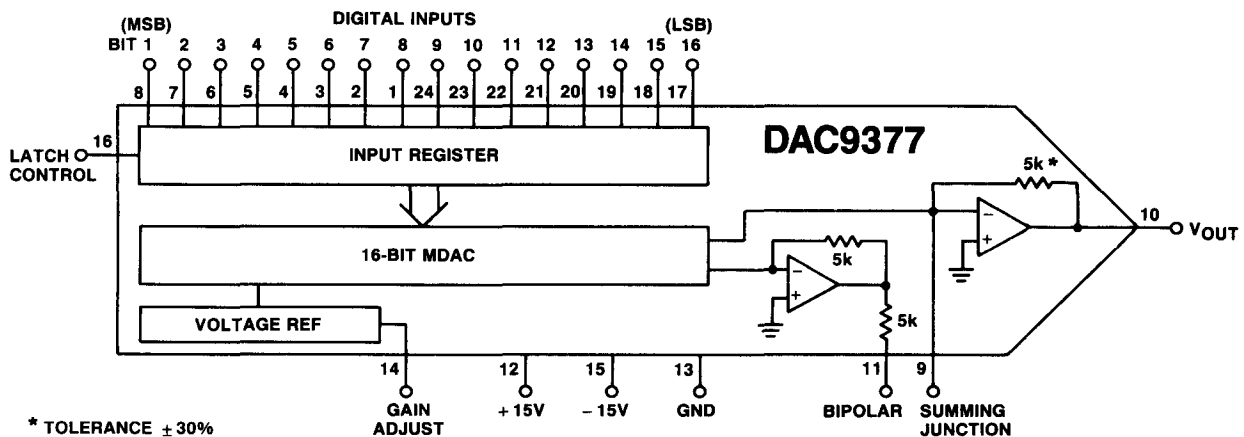 DIGITAL INPUTS
(MSB) (LSB)
BIT 1 2 3 4 5 6 7 8 9 10 11 12 13 14 15 16
8 7 6 5 4 3 2 1 24 23 22 21 20 19 18 17
16
LATCH
CONTROL
INPUT REGISTER
DAC9377
5k *
−
+
10
VOUT
16-BIT MDAC
5k
−
+
5k
VOLTAGE REF
14 12 15 13 11 9
GAIN
ADJUST
+ 15V
− 15V
GND
BIPOLAR
SUMMING
JUNCTION
* TOLERANCE ± 30%